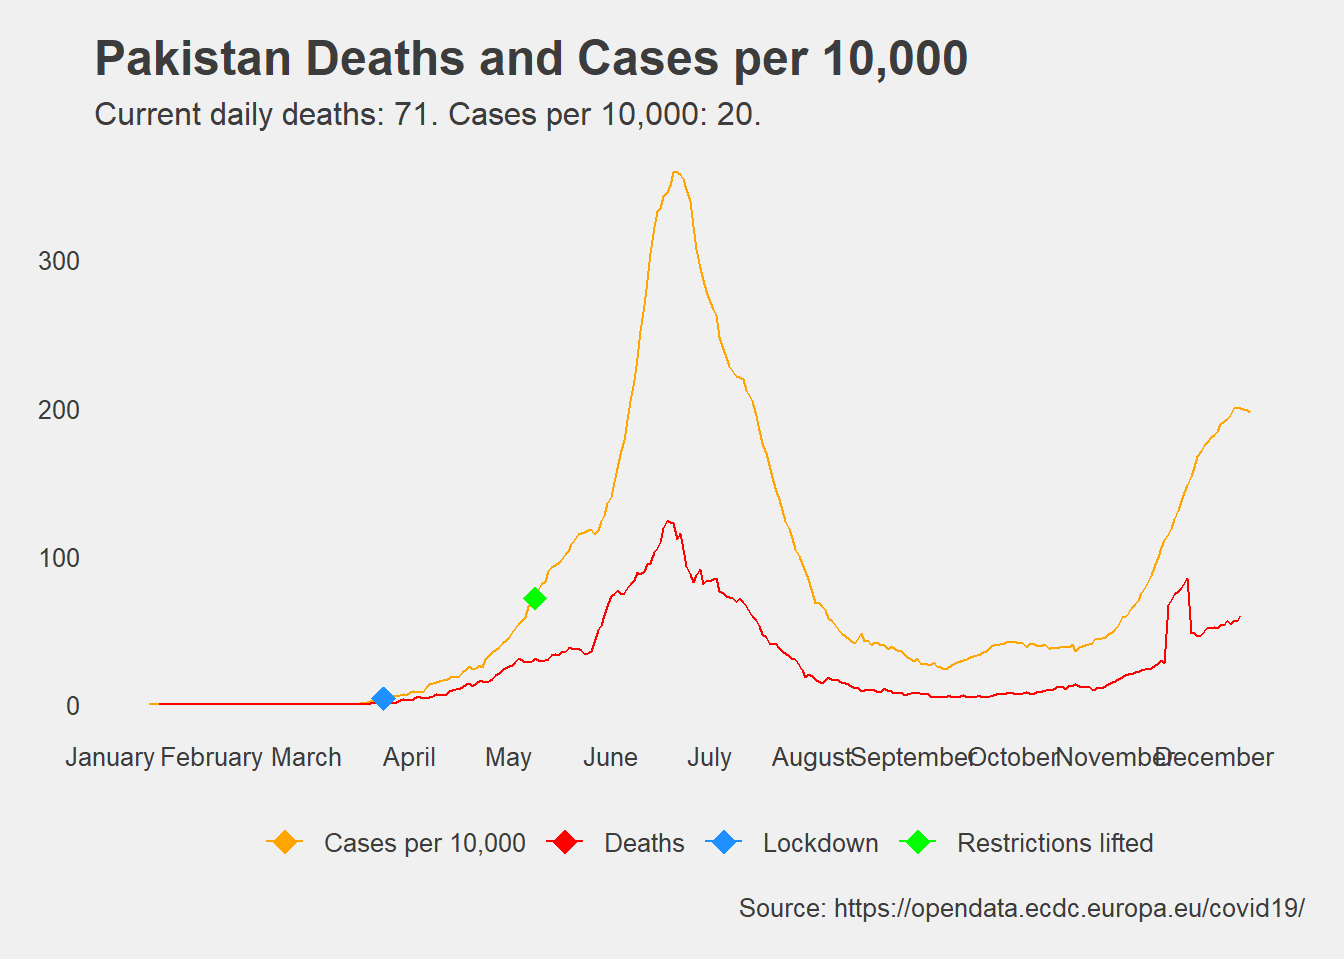 Pakistan Deaths and Cases per 10,000
Current daily deaths: 71. Cases per 10,000: 20.
300
200
100
0
January February March April May June July August September October November December
Cases per 10,000 Deaths Lockdown Restrictions lifted
Source: https://opendata.ecdc.europa.eu/covid19/